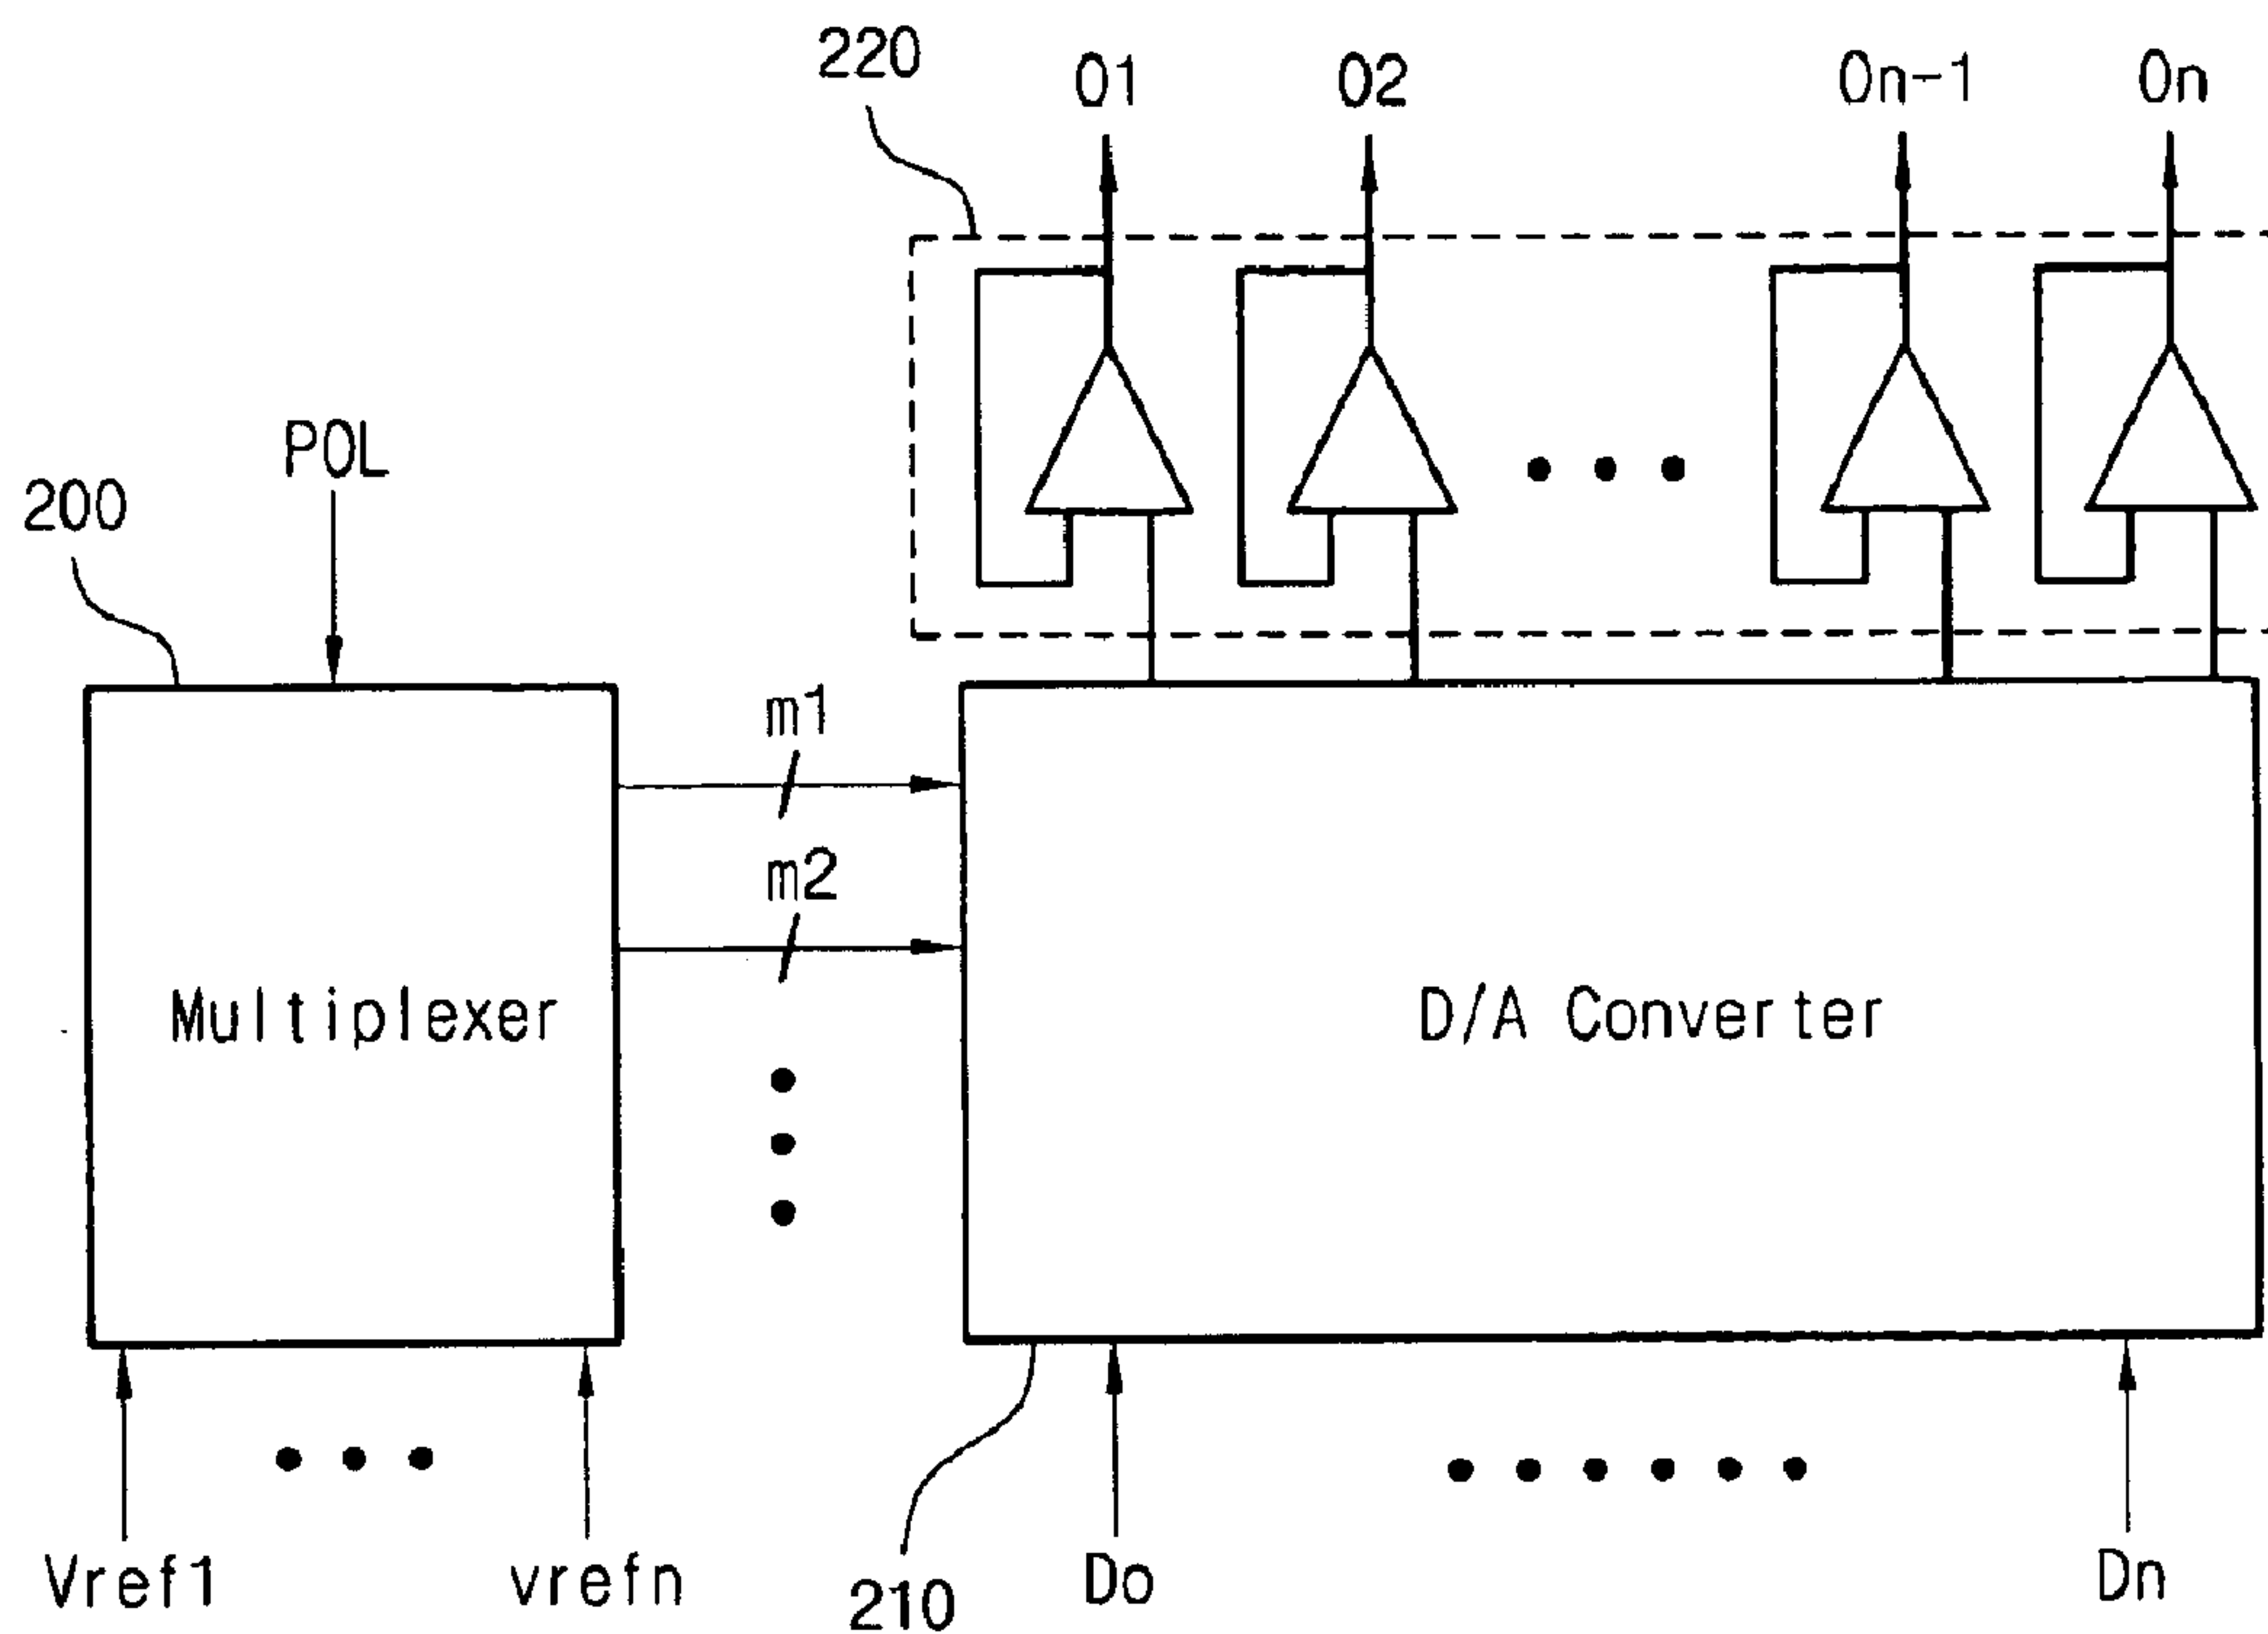 220
O1
O2
On-1
On
POL
200
m1
m2
Multiplexer
D/A Converter
Vref1
vrefn
210
Do
Dn